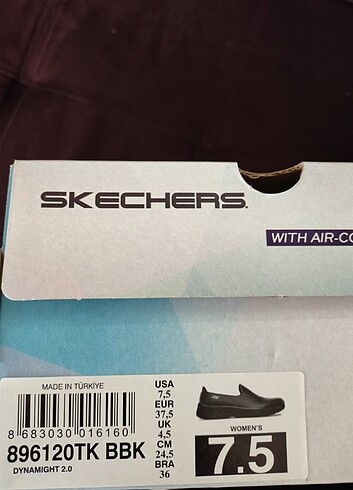 SKECHERS
WITH AIR-CO
MADE IN TÜRKİYE
8 683030 016160
896120TK BBK
DYNAMIGHT 2.0
USA
7,5
EUR
37,5
UK
4,5
CM
24,5
BRA
36
WOMEN'S
7.5